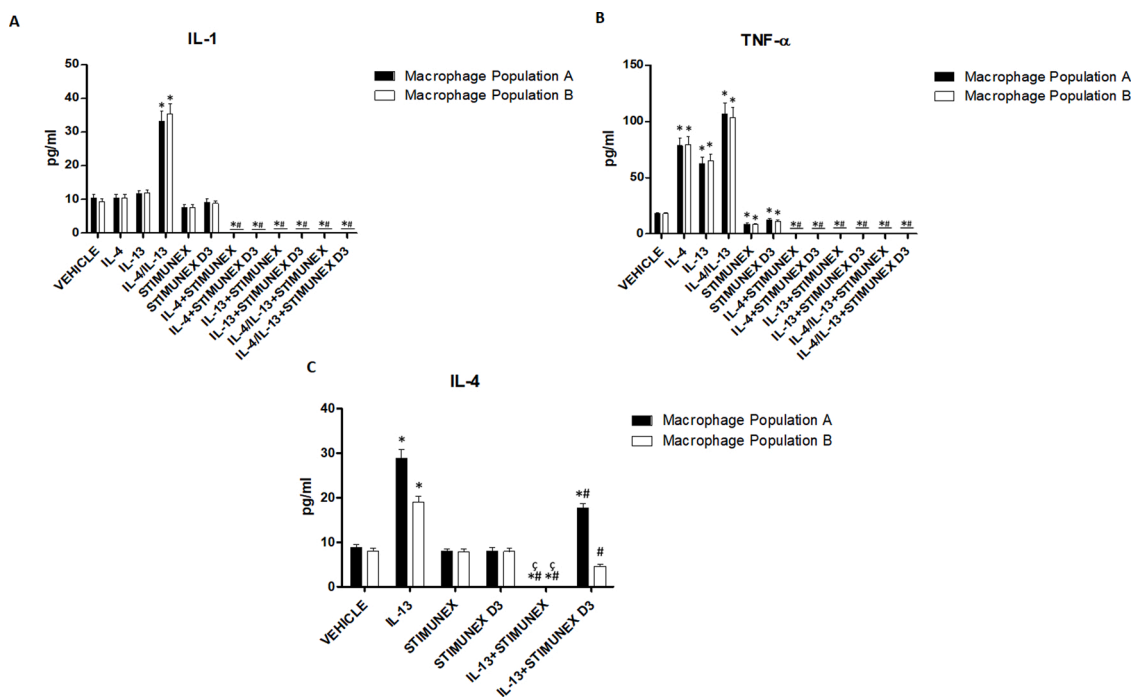 A
IL-1
50
40
30
20
10
0
pg/ml
* *
*# *# *# *# *# *#
VEHICLE
IL-4
IL-13
IL-4/IL-13
STIMUNEX
STIMUNEX D3
IL-4+STIMUNEX
IL-4+STIMUNEX D3
IL-13+STIMUNEX
IL-13+STIMUNEX D3
IL-4/IL-13+STIMUNEX
IL-4/IL-13+STIMUNEX D3
Macrophage Population A
Macrophage Population B
B
TNF-α
150
100
50
0
pg/ml
* * * * * * * * * *
*# *# *# *# *# *#
VEHICLE
IL-4
IL-13
IL-4/IL-13
STIMUNEX
STIMUNEX D3
IL-4+STIMUNEX
IL-4+STIMUNEX D3
IL-13+STIMUNEX
IL-13+STIMUNEX D3
IL-4/IL-13+STIMUNEX
IL-4/IL-13+STIMUNEX D3
Macrophage Population A
Macrophage Population B
C
IL-4
40
30
20
10
0
pg/ml
*
*
ç ç
*# *#
*#
#
VEHICLE
IL-13
STIMUNEX
STIMUNEX D3
IL-13+STIMUNEX
IL-13+STIMUNEX D3
Macrophage Population A
Macrophage Population B